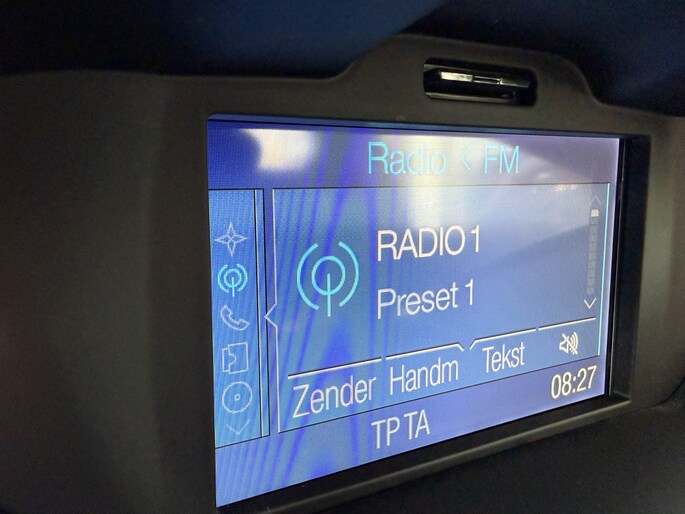 Radio < FM
RADIO 1
Preset 1
Zender Handm Tekst
08:27
TP TA